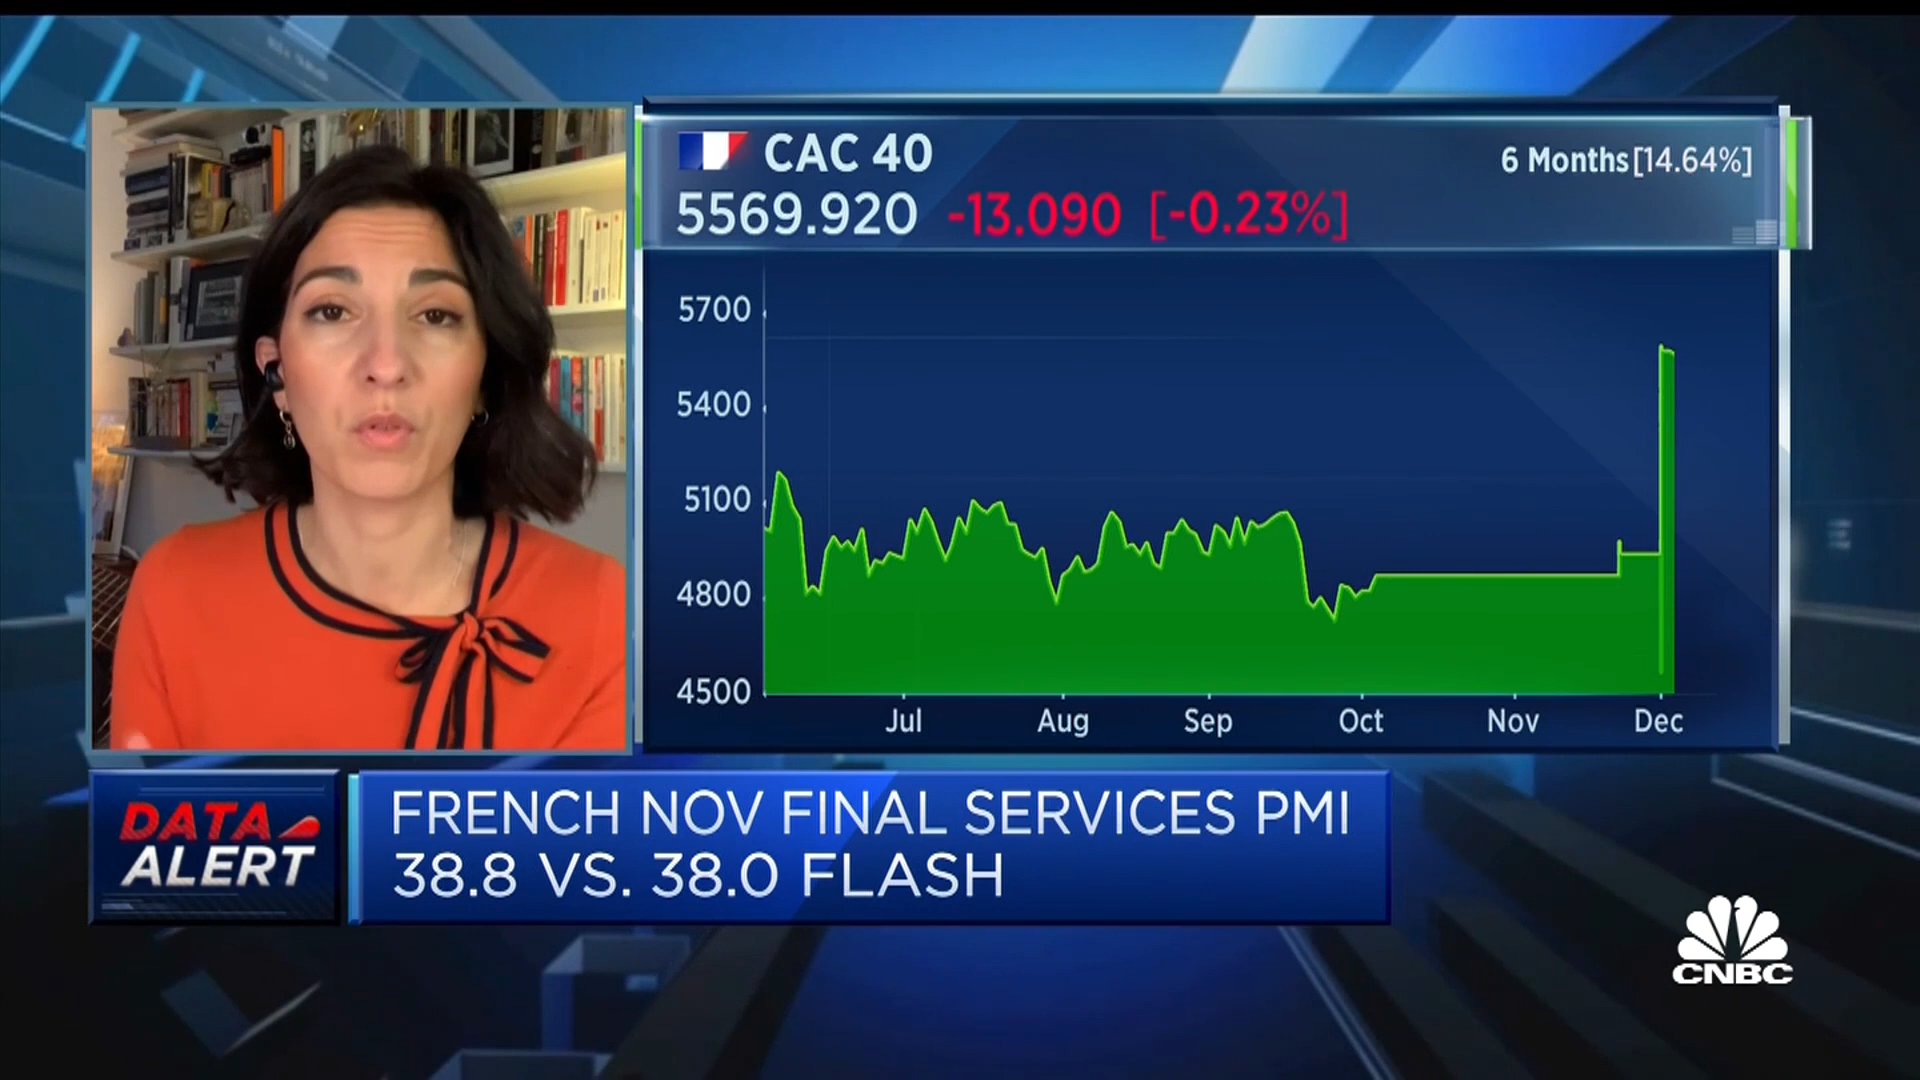 CAC 40
6 Months[14.64%]
5569.920 -13.090 [-0.23%]
5700
5400
5100
4800
4500
Jul Aug Sep Oct Nov Dec
DATA
ALERT
FRENCH NOV FINAL SERVICES PMI
38.8 VS. 38.0 FLASH
CNBC